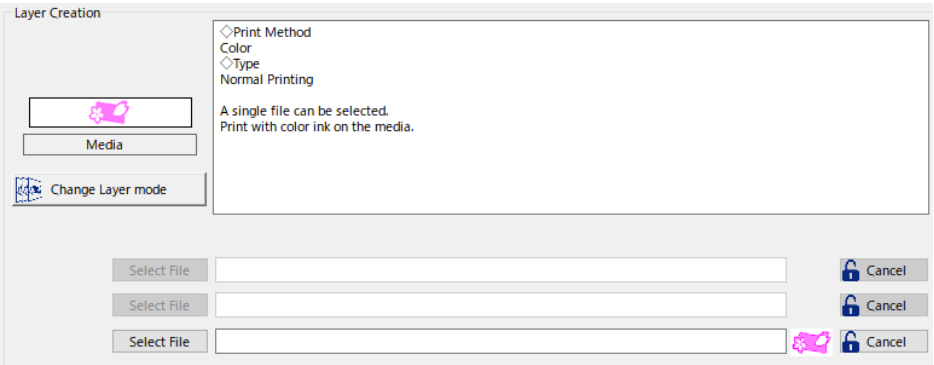 Layer Creation
◇Print Method
Color
◇Type
Normal Printing
A single file can be selected.
Print with color ink on the media.
Media
Change Layer mode
Select File
Cancel
Select File
Cancel
Select File
Cancel